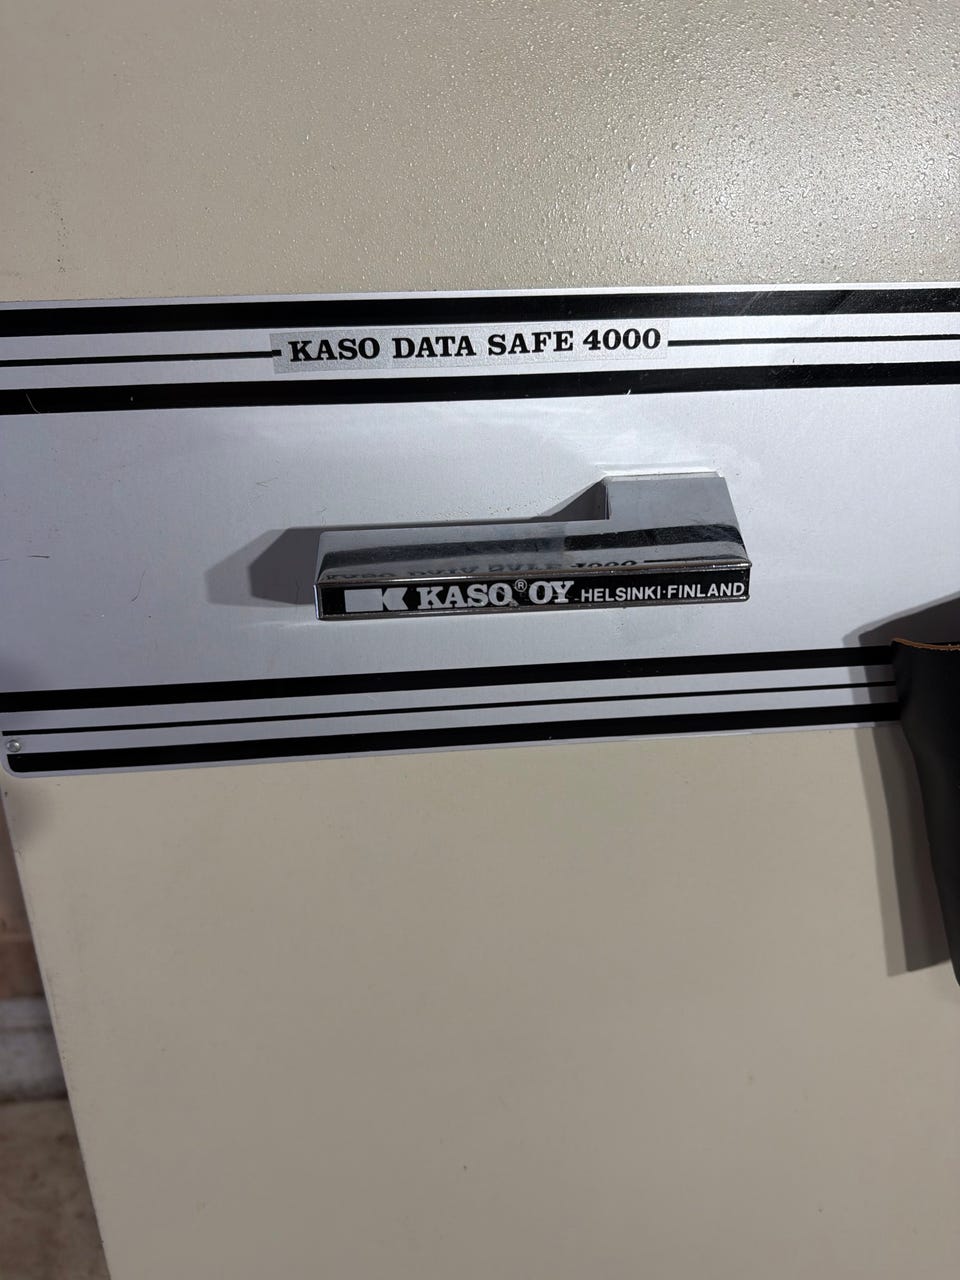 KASO DATA SAFE 4000
KASO® OY - HELSINKI·FINLAND